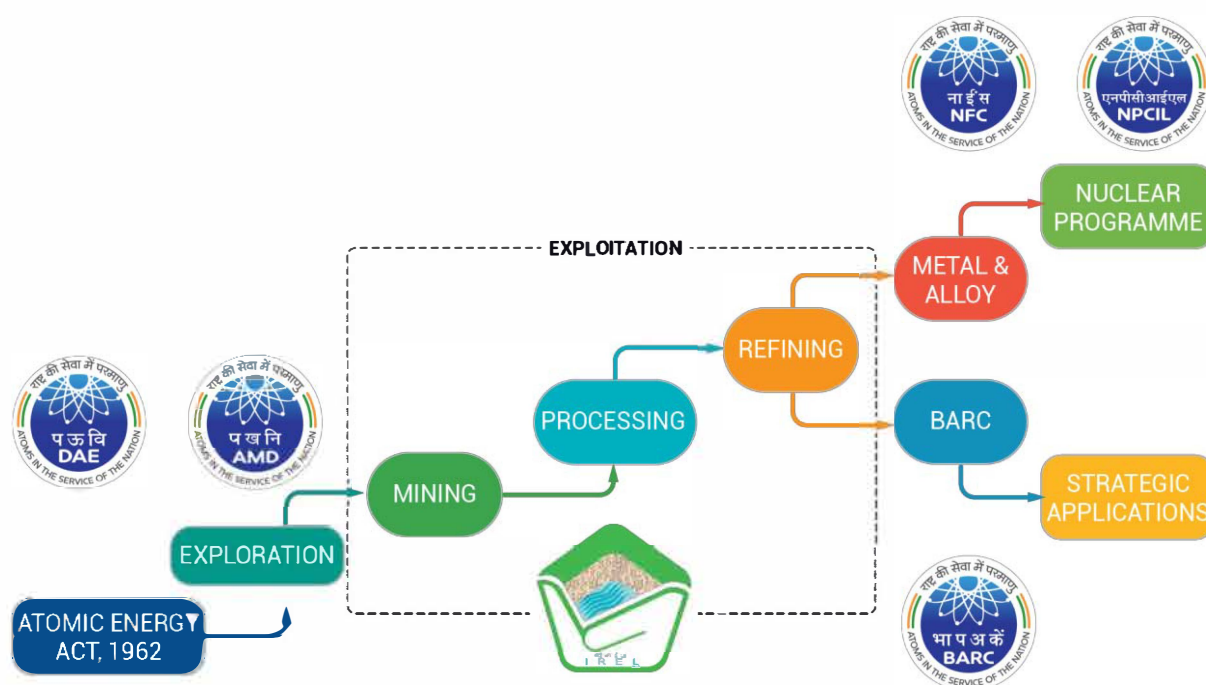 राष्ट्र की सेवा में परमाणु
नाईस
NFC
ATOMS IN THE SERVICE OF THE NATION
राष्ट्र की सेवा में परमाणु
एनपीसीआईएल
NPCIL
ATOMS IN THE SERVICE OF THE NATION
NUCLEAR
PROGRAMME
EXPLOITATION
METAL &
ALLOY
REFINING
राष्ट्र की सेवा में परमाणु
प ऊ वि
DAE
ATOMS IN THE SERVICE OF THE NATION
राष्ट्र की सेवा में परमाणु
प ख नि
AMD
ATOMS IN THE SERVICE OF THE NATION
PROCESSING
BARC
MINING
STRATEGIC
APPLICATIONS
EXPLORATION
ATOMIC ENERGY
ACT, 1962
IREL
राष्ट्र की सेवा में परमाणु
भा प अ कें
BARC
ATOMS IN THE SERVICE OF THE NATION